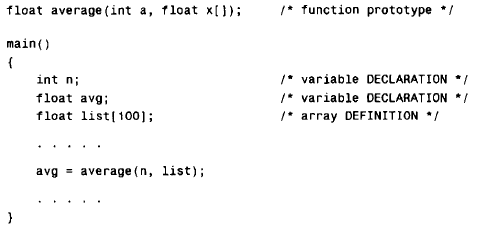 float average(int a, float x[]); /* function prototype */
main()
{
int n; /* variable DECLARATION */
float avg; /* variable DECLARATION */
float list[100]; /* array DEFINITION */
. . . . .
avg = average(n, list);
. . . . .
}